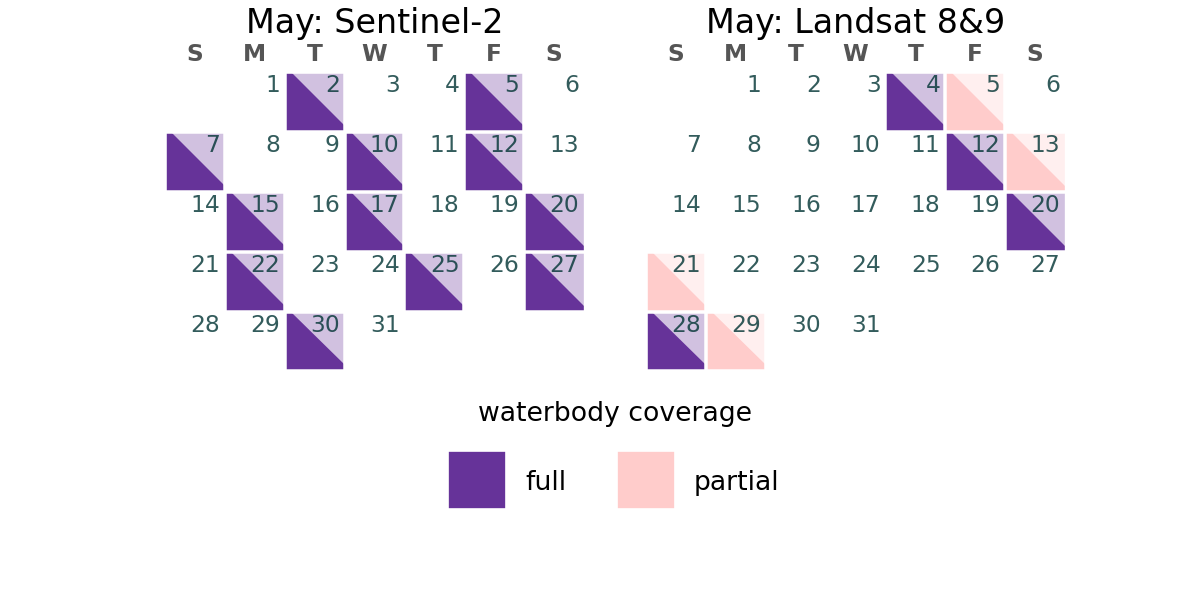 May: Sentinel-2
S M T W T F S
1 2 3 4 5 6
7 8 9 10 11 12 13
14 15 16 17 18 19 20
21 22 23 24 25 26 27
28 29 30 31
May: Landsat 8&9
S M T W T F S
1 2 3 4 5 6
7 8 9 10 11 12 13
14 15 16 17 18 19 20
21 22 23 24 25 26 27
28 29 30 31
waterbody coverage
full partial